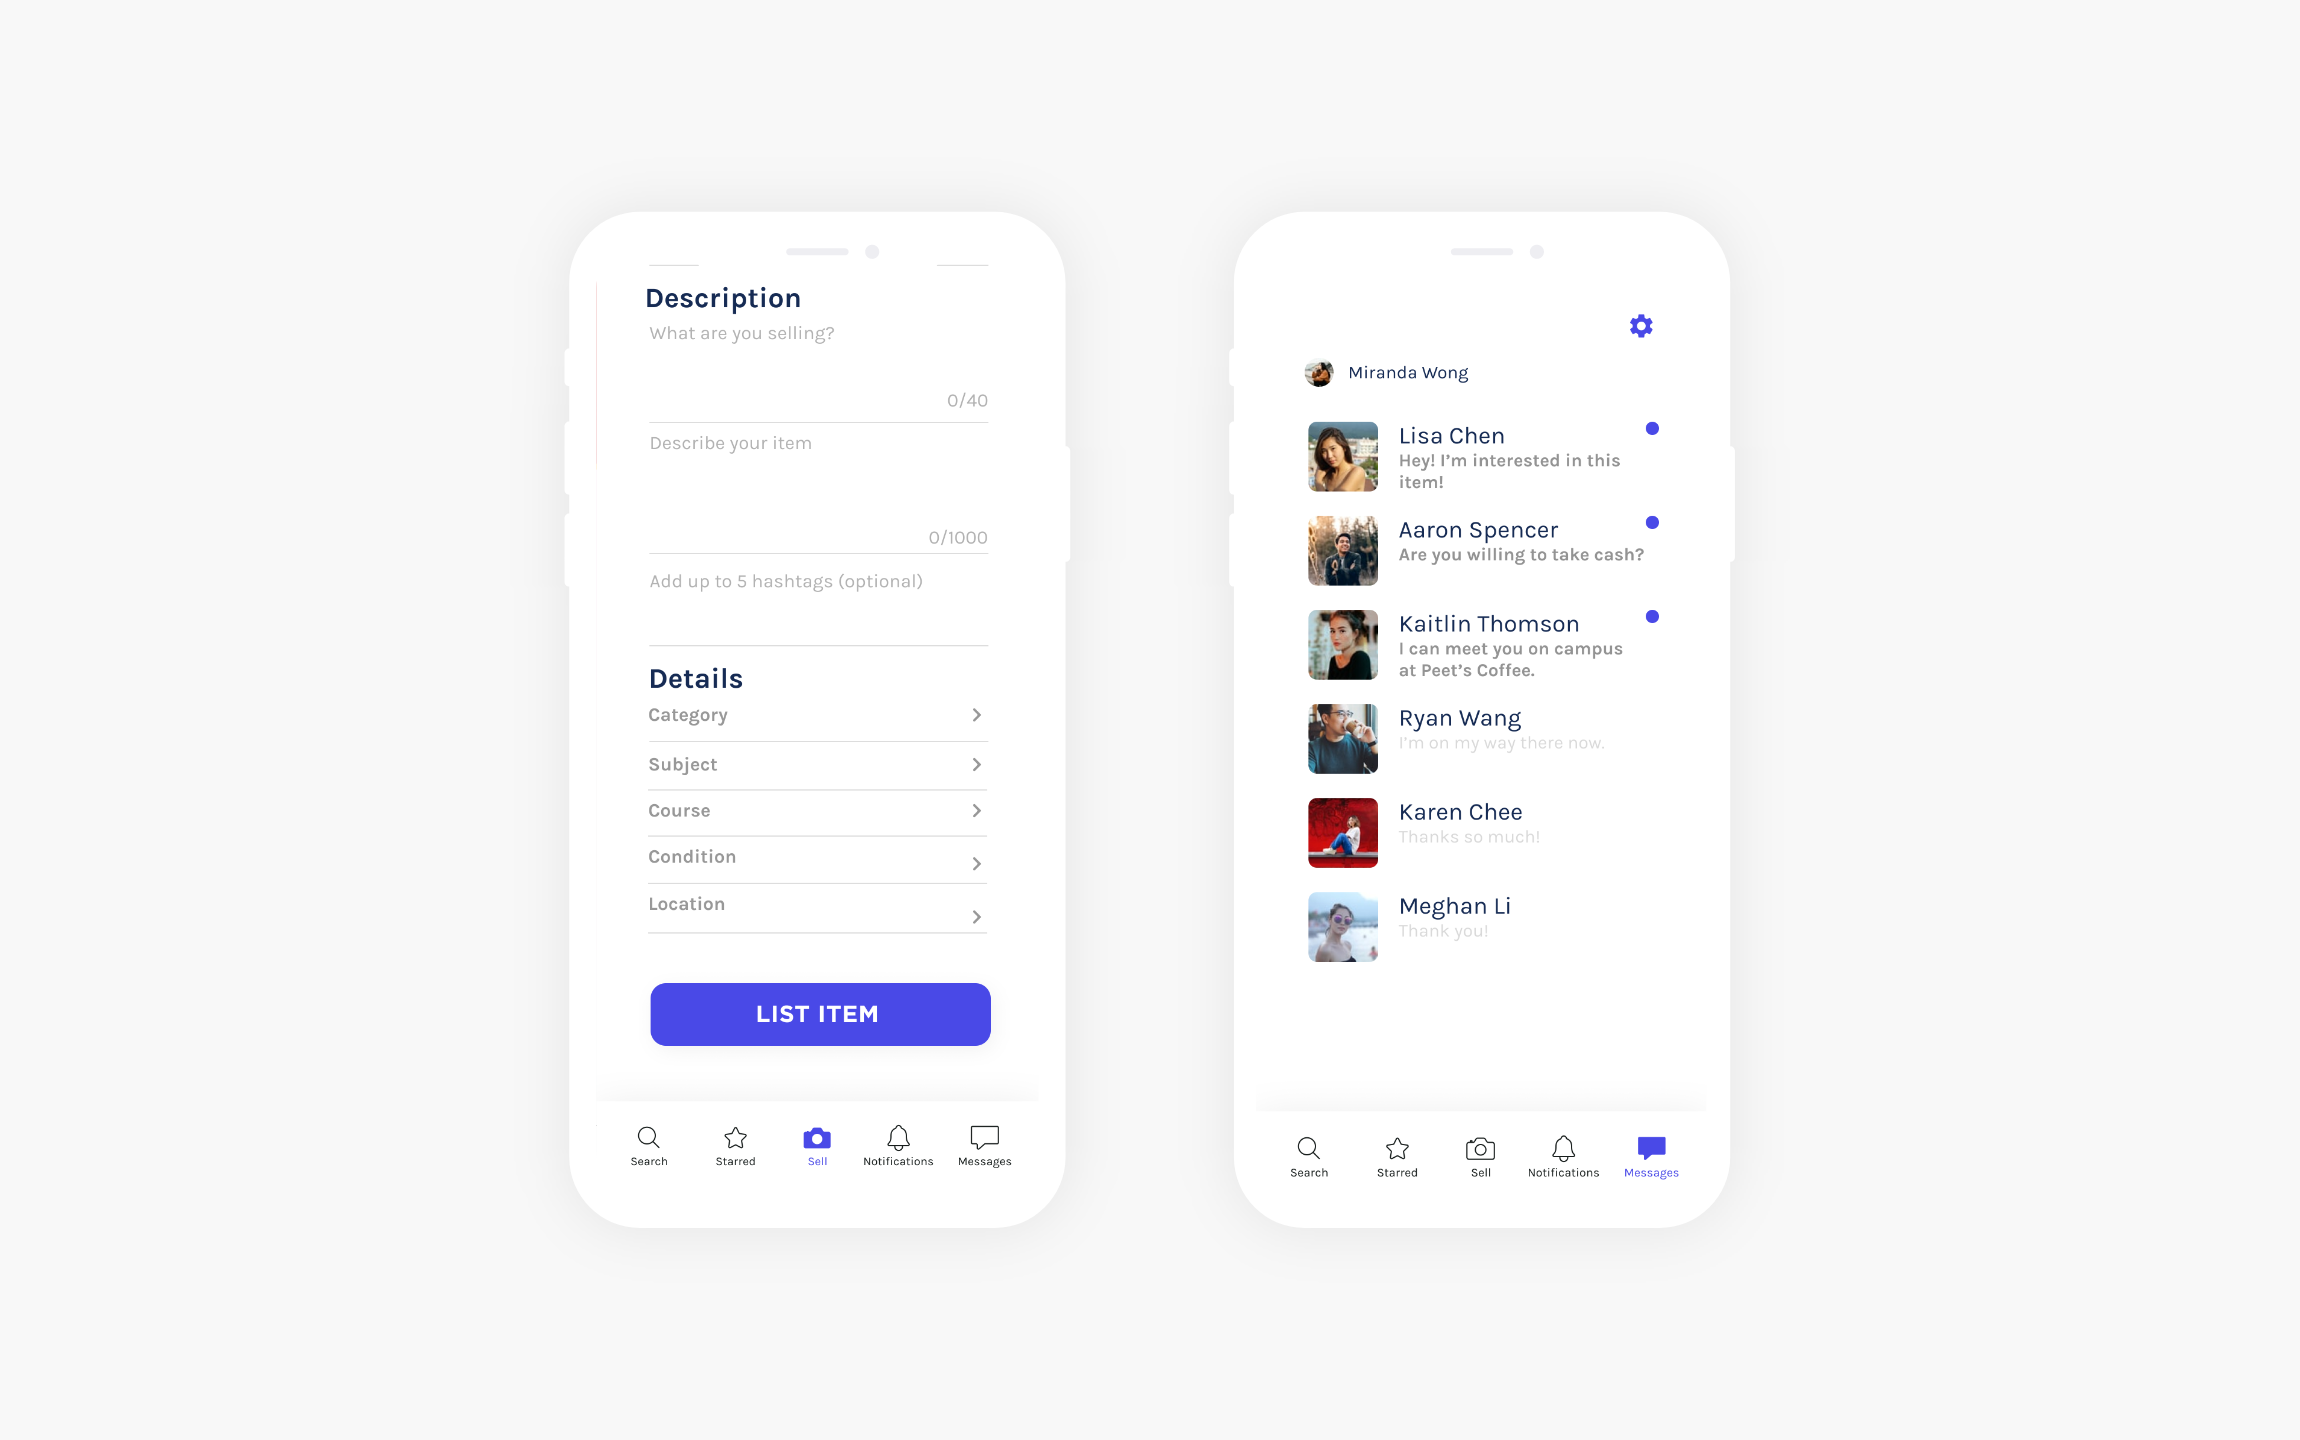 Description
What are you selling?
0/40
Describe your item
0/1000
Add up to 5 hashtags (optional)
Details
Category
Subject
Course
Condition
Location
LIST ITEM
Search
Starred
Sell
Notifications
Messages
Miranda Wong
Lisa Chen
Hey! I’m interested in this
item!
Aaron Spencer
Are you willing to take cash?
Kaitlin Thomson
I can meet you on campus
at Peet’s Coffee.
Ryan Wang
I’m on my way there now.
Karen Chee
Thanks so much!
Meghan Li
Thank you!
Search
Starred
Sell
Notifications
Messages